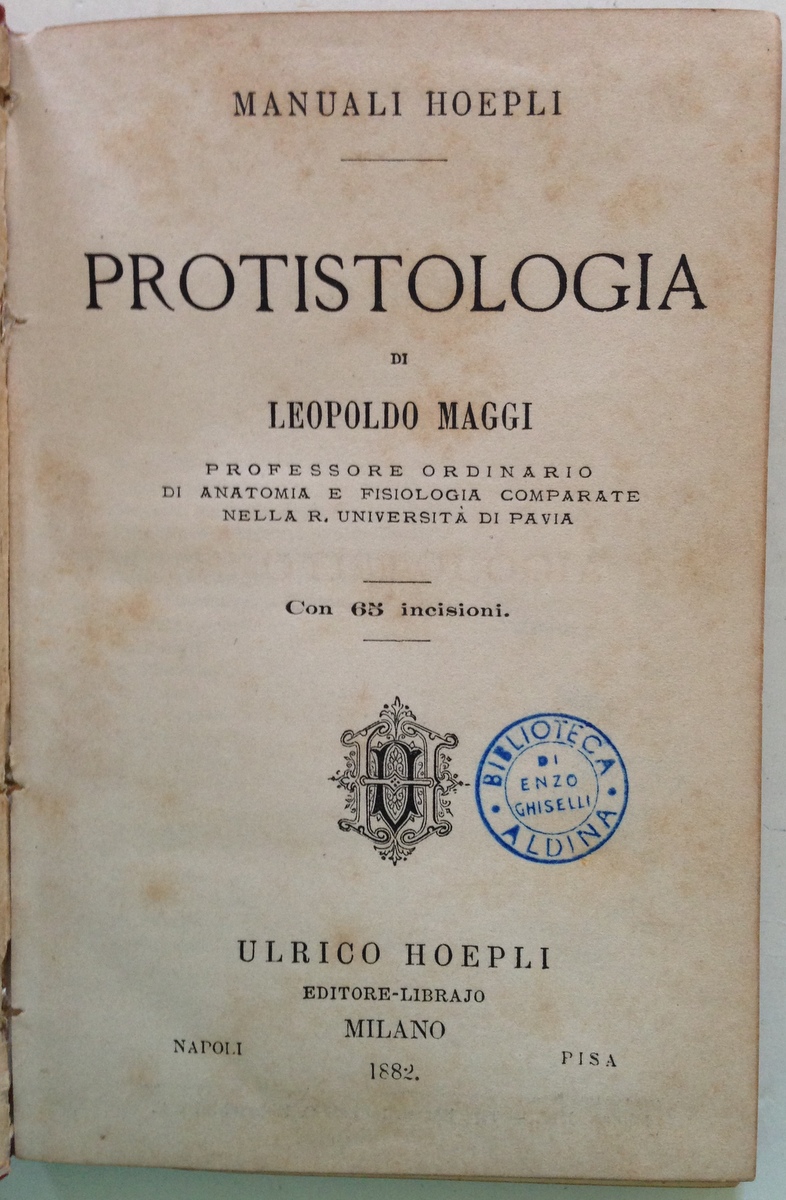 MANUALI HOEPLI
PROTISTOLOGIA
DI
LEOPOLDO MAGGI
PROFESSORE ORDINARIO
DI ANATOMIA E FISIOLOGIA COMPARATE
NELLA R. UNIVERSITÀ DI PAVIA
Con 65 incisioni.
BIBLIOTECA
DI
ENZO
GHISELLI
ALDINA
ULRICO HOEPLI
EDITORE-LIBRAJO
MILANO
NAPOLI
PISA
1882.